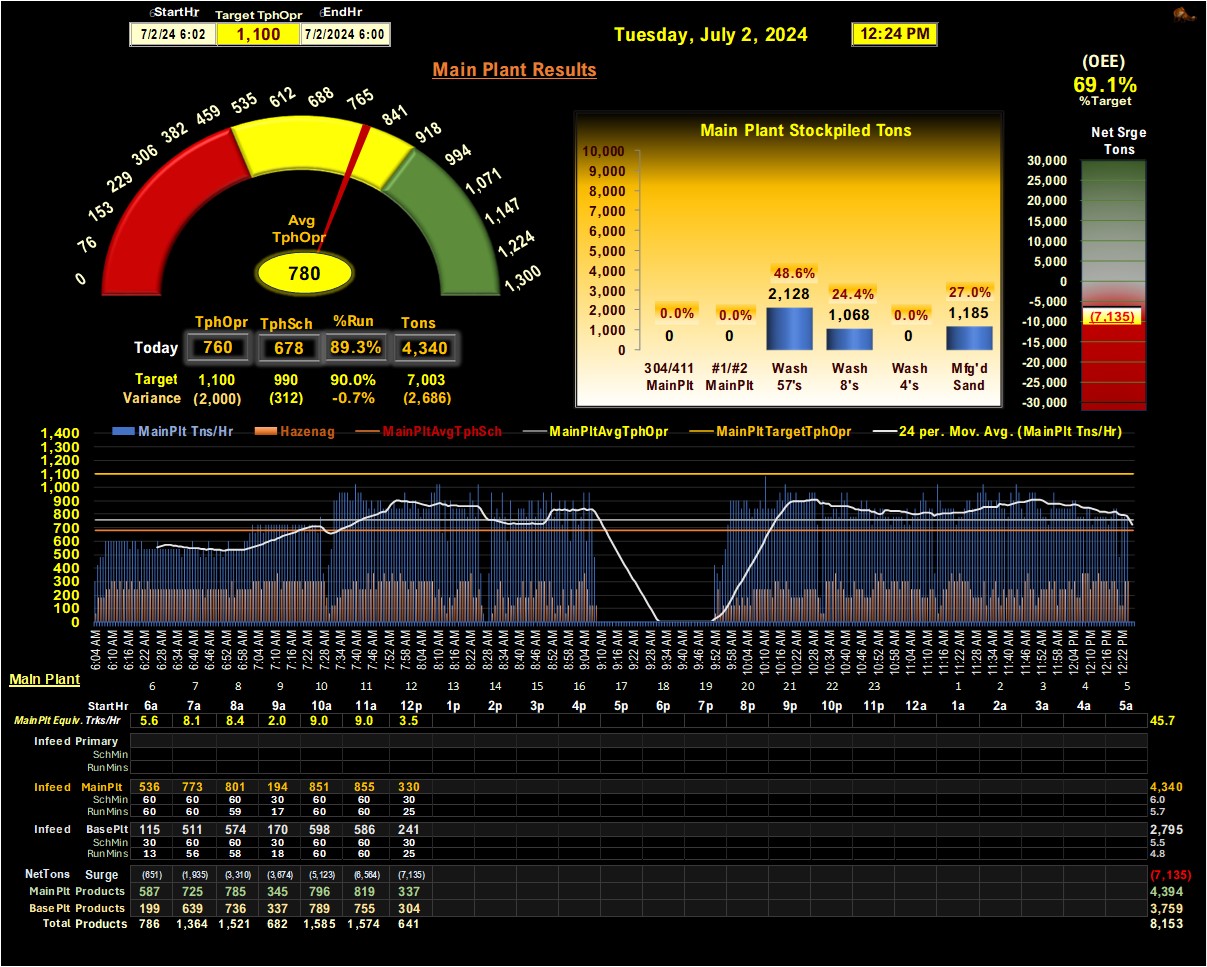 StartHr Target TphOpr EndHr
7/2/24 6:02 1,100 7/2/2024 6:00
Tuesday, July 2, 2024 12:24 PM
Main Plant Results
(OEE)
69.1%
%Target
0 76 153 229 306 382 459 535 612 688 765 841 918 994 1,071 1,147 1,224 1,300
Avg
TphOpr
780
Main Plant Stockpiled Tons
10,000
9,000
8,000
7,000
6,000
5,000
4,000
3,000
2,000
1,000
0
0.0% 0.0% 48.6% 24.4% 0.0% 27.0%
0 0 2,128 1,068 0 1,185
304/411 #1/#2 Wash Wash Wash Mfg'd
MainPlt MainPlt 57's 8's 4's Sand
Net Srge
Tons
30,000
25,000
20,000
15,000
10,000
5,000
0
-5,000
-10,000
-15,000
-20,000
-25,000
-30,000
(7,135)
TphOpr TphSch %Run Tons
Today 760 678 89.3% 4,340
Target 1,100 990 90.0% 7,003
Variance (2,000) (312) -0.7% (2,686)
MainPlt Tns/Hr Hazenag MainPltAvgTphSch MainPltAvgTphOpr MainPltTargetTphOpr 24 per. Mov. Avg. (MainPlt Tns/Hr)
1,400
1,300
1,200
1,100
1,000
900
800
700
600
500
400
300
200
100
0
6:04 AM 6:10 AM 6:16 AM 6:22 AM 6:28 AM 6:34 AM 6:40 AM 6:46 AM 6:52 AM 6:58 AM 7:04 AM 7:10 AM 7:16 AM 7:22 AM 7:28 AM 7:34 AM 7:40 AM 7:46 AM 7:52 AM 7:58 AM 8:04 AM 8:10 AM 8:16 AM 8:22 AM 8:28 AM 8:34 AM 8:40 AM 8:46 AM 8:52 AM 8:58 AM 9:04 AM 9:10 AM 9:16 AM 9:22 AM 9:28 AM 9:34 AM 9:40 AM 9:46 AM 9:52 AM 9:58 AM 10:04 AM 10:10 AM 10:16 AM 10:22 AM 10:28 AM 10:34 AM 10:40 AM 10:46 AM 10:52 AM 10:58 AM 11:04 AM 11:10 AM 11:16 AM 11:22 AM 11:28 AM 11:34 AM 11:40 AM 11:46 AM 11:52 AM 11:58 AM 12:04 PM 12:10 PM 12:16 PM 12:22 PM
Main Plant
6 7 8 9 10 11 12 13 14 15 16 17 18 19 20 21 22 23 1 2 3 4 5
StartHr 6a 7a 8a 9a 10a 11a 12p 1p 2p 3p 4p 5p 6p 7p 8p 9p 10p 11p 12a 1a 2a 3a 4a 5a
MainPlt Equiv. Trks/Hr 5.6 8.1 8.4 2.0 9.0 9.0 3.5 45.7
Infeed Primary
SchMin
RunMins
Infeed MainPlt 536 773 801 194 851 855 330 4,340
SchMin 60 60 60 30 60 60 30 6.0
RunMins 60 60 59 17 60 60 25 5.7
Infeed BasePlt 115 511 574 170 598 586 241 2,795
SchMin 30 60 60 30 60 60 30 5.5
RunMins 13 56 58 18 60 60 25 4.8
NetTons Surge (651) (1,935) (3,310) (3,674) (5,123) (6,564) (7,135) (7,135)
MainPlt Products 587 725 785 345 796 819 337 4,394
BasePlt Products 199 639 736 337 789 755 304 3,759
Total Products 786 1,364 1,521 682 1,585 1,574 641 8,153